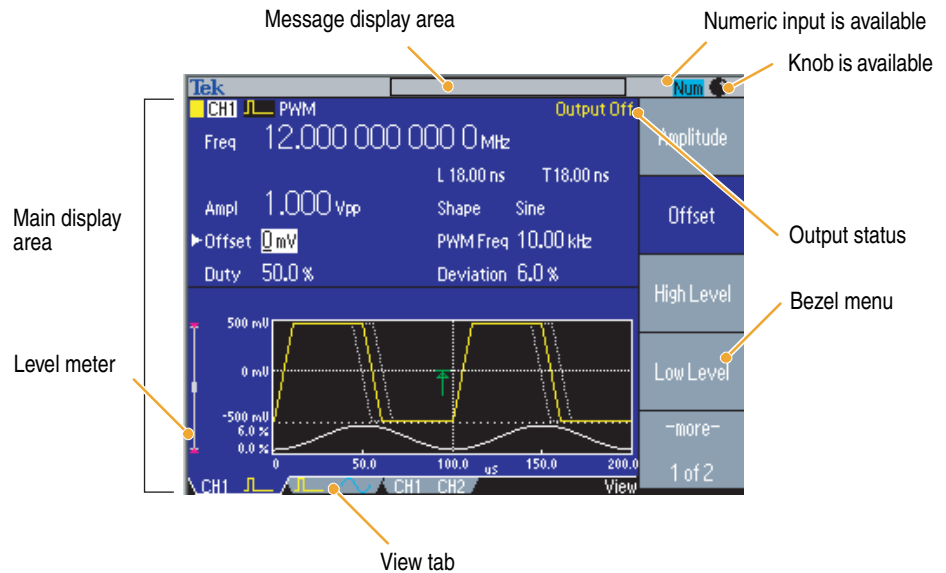 Message display area
Numeric input is available
Knob is available
Tek
Num
CH1 PWM
Output Off
Freq 12.000 000 000 0 MHz
L 18.00 ns T 18.00 ns
Ampl 1.000 Vpp
Shape Sine
Offset 0 mV
PWM Freq 10.00 kHz
Duty 50.0 %
Deviation 6.0 %
Amplitude
Offset
High Level
Low Level
-more-
1 of 2
Main display
area
Level meter
Output status
Bezel menu
500 mV
0 mV
-500 mV
6.0 %
0.0 %
0 50.0 100.0 us 150.0 200.0
CH1
CH1 CH2
View
View tab